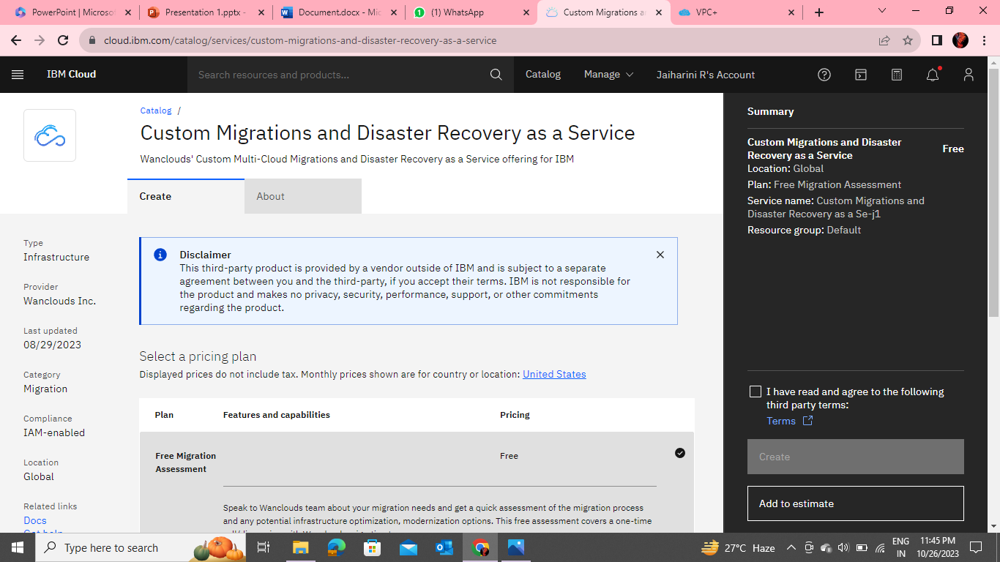 PowerPoint | Microso
Presentation 1.pptx -
Document.docx - Mic
(1) WhatsApp
Custom Migrations a
VPC+
cloud.ibm.com/catalog/services/custom-migrations-and-disaster-recovery-as-a-service
IBM Cloud
Search resources and products...
Catalog
Manage
Jaiharini R's Account
Catalog /
Custom Migrations and Disaster Recovery as a Service
Wanclouds' Custom Multi-Cloud Migrations and Disaster Recovery as a Service offering for IBM
Create
About
Type
Infrastructure
Provider
Wanclouds Inc.
Last updated
08/29/2023
Category
Migration
Compliance
IAM-enabled
Location
Global
Related links
Docs
Get help
Disclaimer
This third-party product is provided by a vendor outside of IBM and is subject to a separate
agreement between you and the third-party, if you accept their terms. IBM is not responsible for
the product and makes no privacy, security, performance, support, or other commitments
regarding the product.
Select a pricing plan
Displayed prices do not include tax. Monthly prices shown are for country or location: United States
Plan
Features and capabilities
Pricing
Free Migration
Assessment
Free
Speak to Wanclouds team about your migration needs and get a quick assessment of the migration process
and any potential infrastructure optimization, modernization options. This free assessment covers a one-time
Summary
Custom Migrations and Disaster
Recovery as a Service
Free
Location: Global
Plan: Free Migration Assessment
Service name: Custom Migrations and
Disaster Recovery as a Se-j1
Resource group: Default
I have read and agree to the following
third party terms:
Terms
Create
Add to estimate
Type here to search
27°C Haze
ENG
IN
11:45 PM
10/26/2023